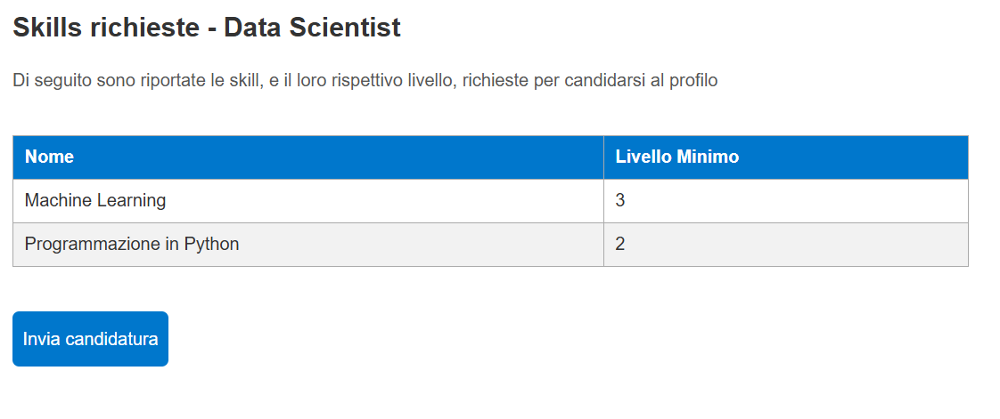 Skills richieste - Data Scientist
Di seguito sono riportate le skill, e il loro rispettivo livello, richieste per candidarsi al profilo
Nome Livello Minimo
Machine Learning 3
Programmazione in Python 2
Invia candidatura